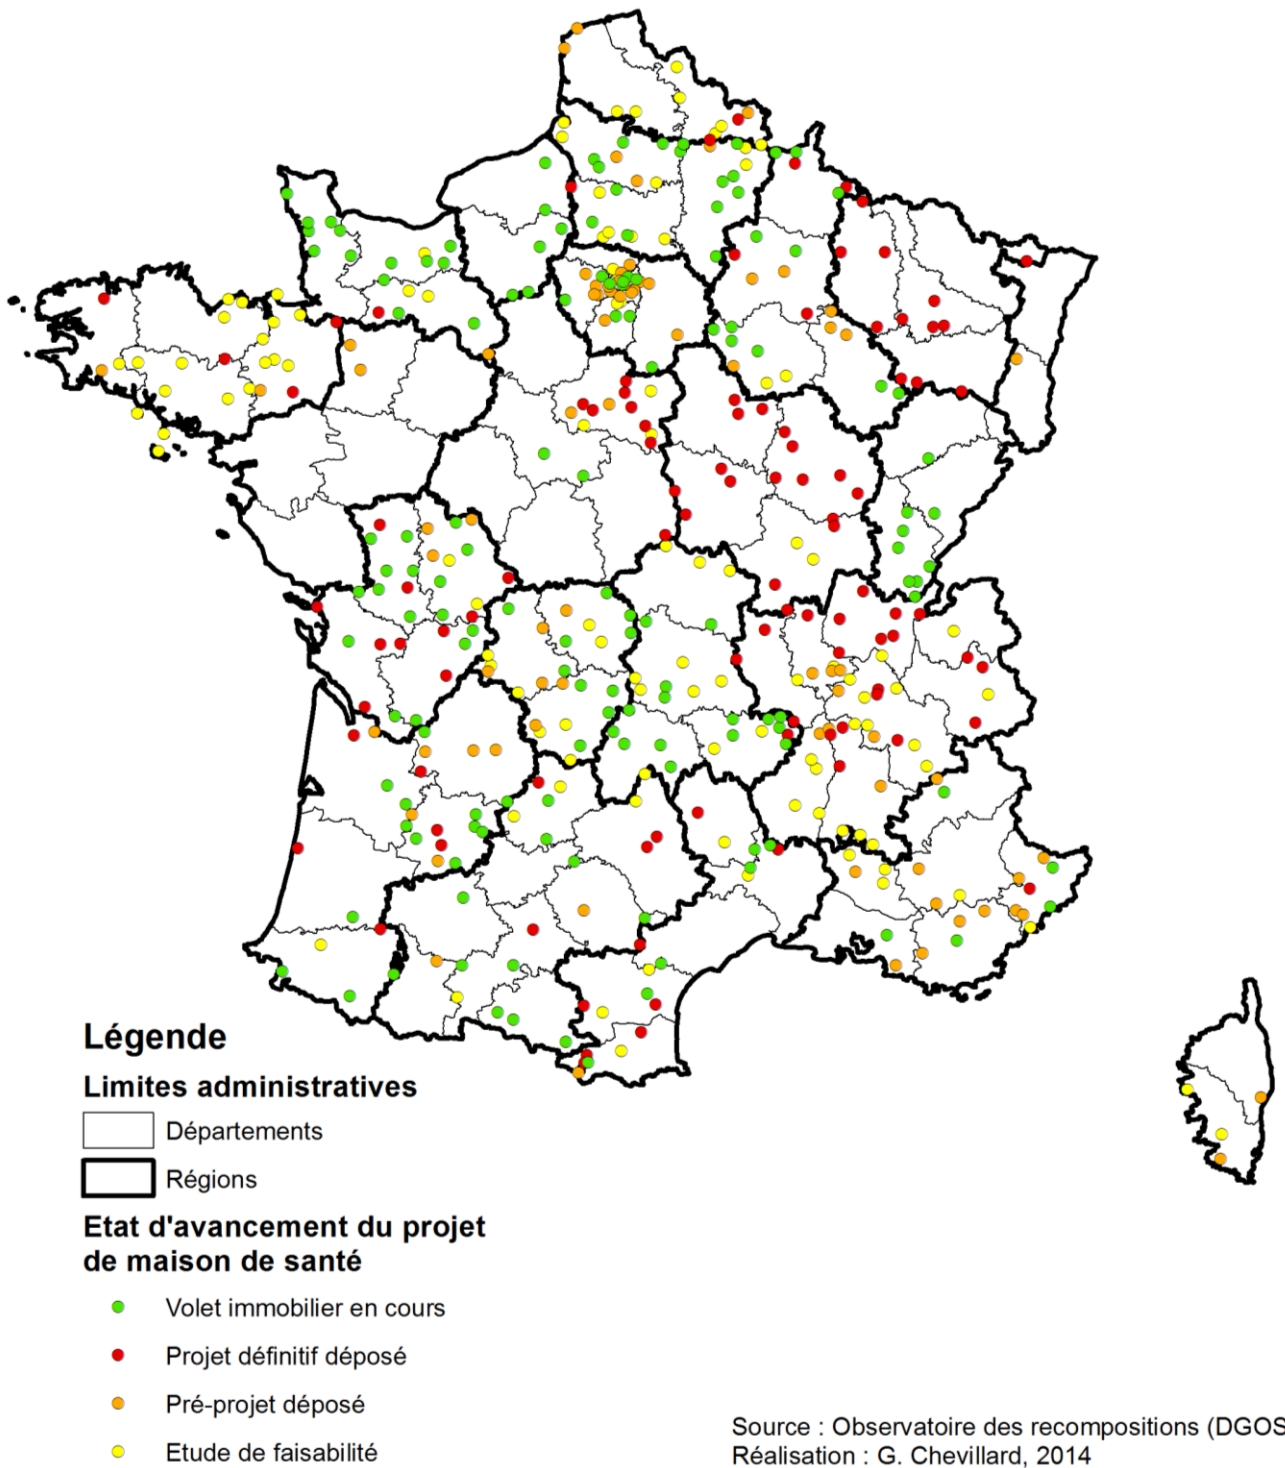 Légende
Limites administratives
Départements
Régions
Etat d'avancement du projet
de maison de santé
Volet immobilier en cours
Projet définitif déposé
Pré-projet déposé
Etude de faisabilité
Source : Observatoire des recompositions (DGOS
Réalisation : G. Chevillard, 2014